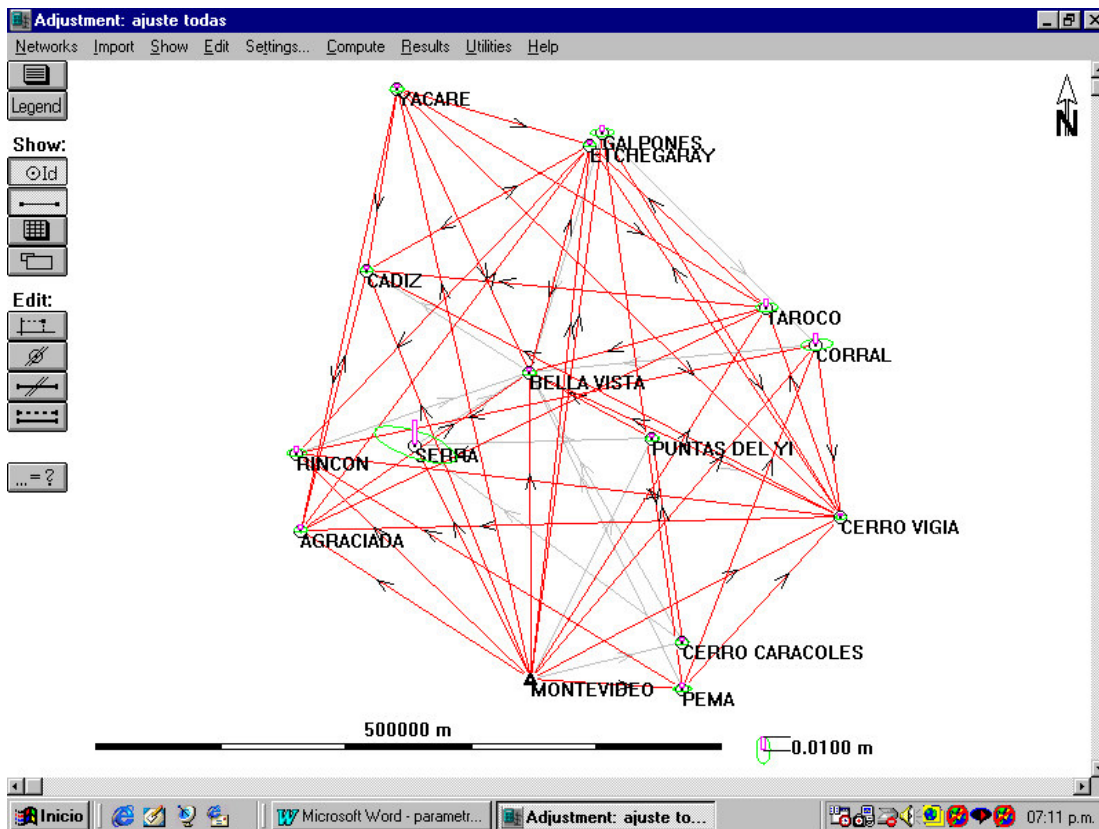 Adjustment: ajuste todas
Networks Import Show Edit Settings... Compute Results Utilities Help
Legend
Show:
Id
Edit:
...=?
N
YACARE
GALPONES
ETCHEGARAY
CADIZ
TAROCO
CORRAL
BELLA VISTA
SERRA
PUNTAS DEL YI
RINCON
AGRACIADA
CERRO VIGIA
CERRO CARACOLES
MONTEVIDEO
PEMA
500000 m
0.0100 m
Inicio
Microsoft Word - parametr...
Adjustment: ajuste to...
07:11 p.m.